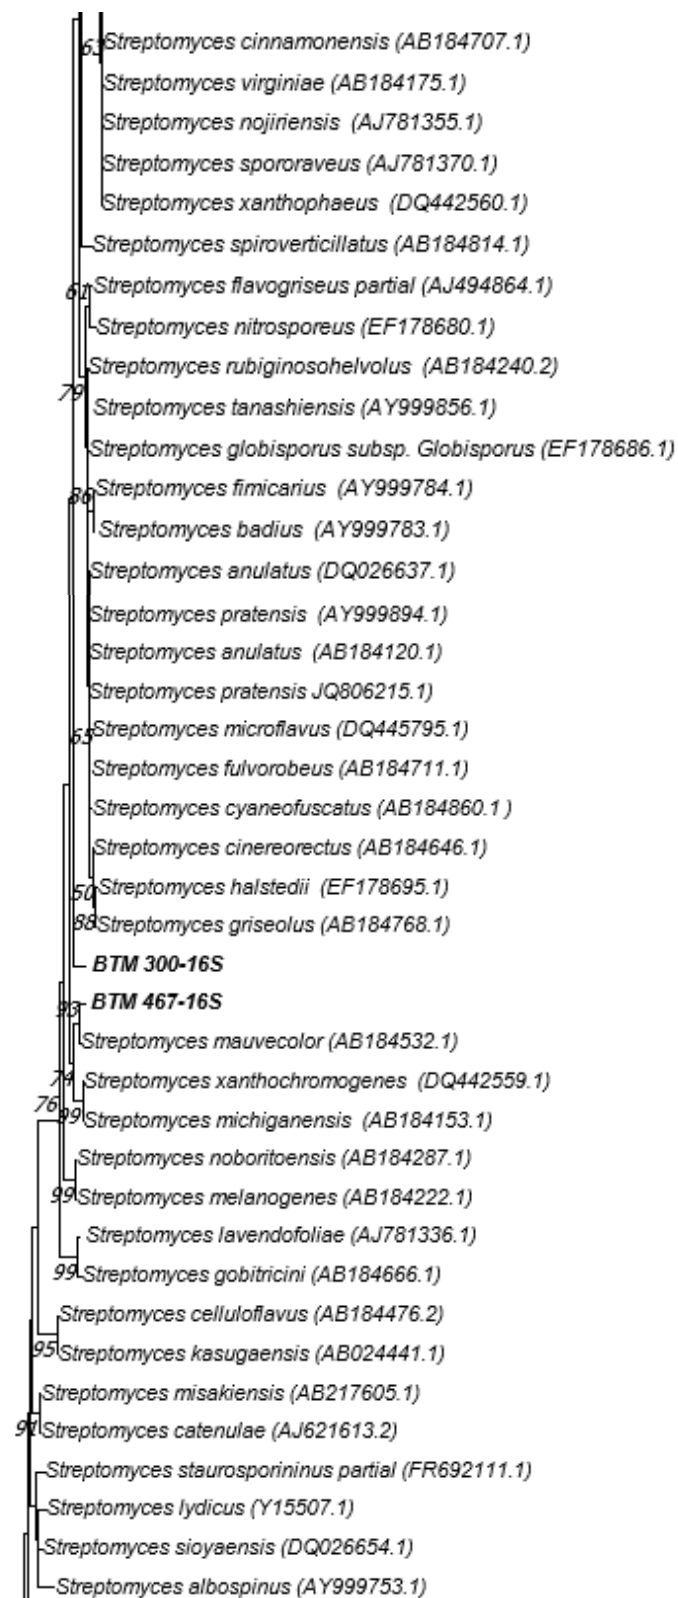 63
Streptomyces cinnamonensis (AB184707.1)
Streptomyces virginiae (AB184175.1)
Streptomyces nojiriensis (AJ781355.1)
Streptomyces spororaveus (AJ781370.1)
Streptomyces xanthophaeus (DQ442560.1)
Streptomyces spiroverticillatus (AB184814.1)
61
Streptomyces flavogriseus partial (AJ494864.1)
Streptomyces nitrosporeus (EF178680.1)
Streptomyces rubiginosohelvolus (AB184240.2)
79
Streptomyces tanashiensis (AY999856.1)
Streptomyces globisporus subsp. Globisporus (EF178686.1)
86
Streptomyces fimicarius (AY999784.1)
Streptomyces badius (AY999783.1)
Streptomyces anulatus (DQ026637.1)
Streptomyces pratensis (AY999894.1)
Streptomyces anulatus (AB184120.1)
Streptomyces pratensis JQ806215.1)
65
Streptomyces microflavus (DQ445795.1)
Streptomyces fulvorobeus (AB184711.1)
Streptomyces cyaneofuscatus (AB184860.1 )
Streptomyces cinereorectus (AB184646.1)
50
Streptomyces halstedii (EF178695.1)
88
Streptomyces griseolus (AB184768.1)
BTM 300-16S
93
BTM 467-16S
Streptomyces mauvecolor (AB184532.1)
74
Streptomyces xanthochromogenes (DQ442559.1)
76
99
Streptomyces michiganensis (AB184153.1)
Streptomyces noboritoensis (AB184287.1)
99
Streptomyces melanogenes (AB184222.1)
Streptomyces lavendofoliae (AJ781336.1)
99
Streptomyces gobitricini (AB184666.1)
Streptomyces celluloflavus (AB184476.2)
95
Streptomyces kasugaensis (AB024441.1)
Streptomyces misakiensis (AB217605.1)
91
Streptomyces catenulae (AJ621613.2)
Streptomyces staurosporininus partial (FR692111.1)
Streptomyces lydicus (Y15507.1)
Streptomyces sioyaensis (DQ026654.1)
Streptomyces albospinus (AY999753.1)